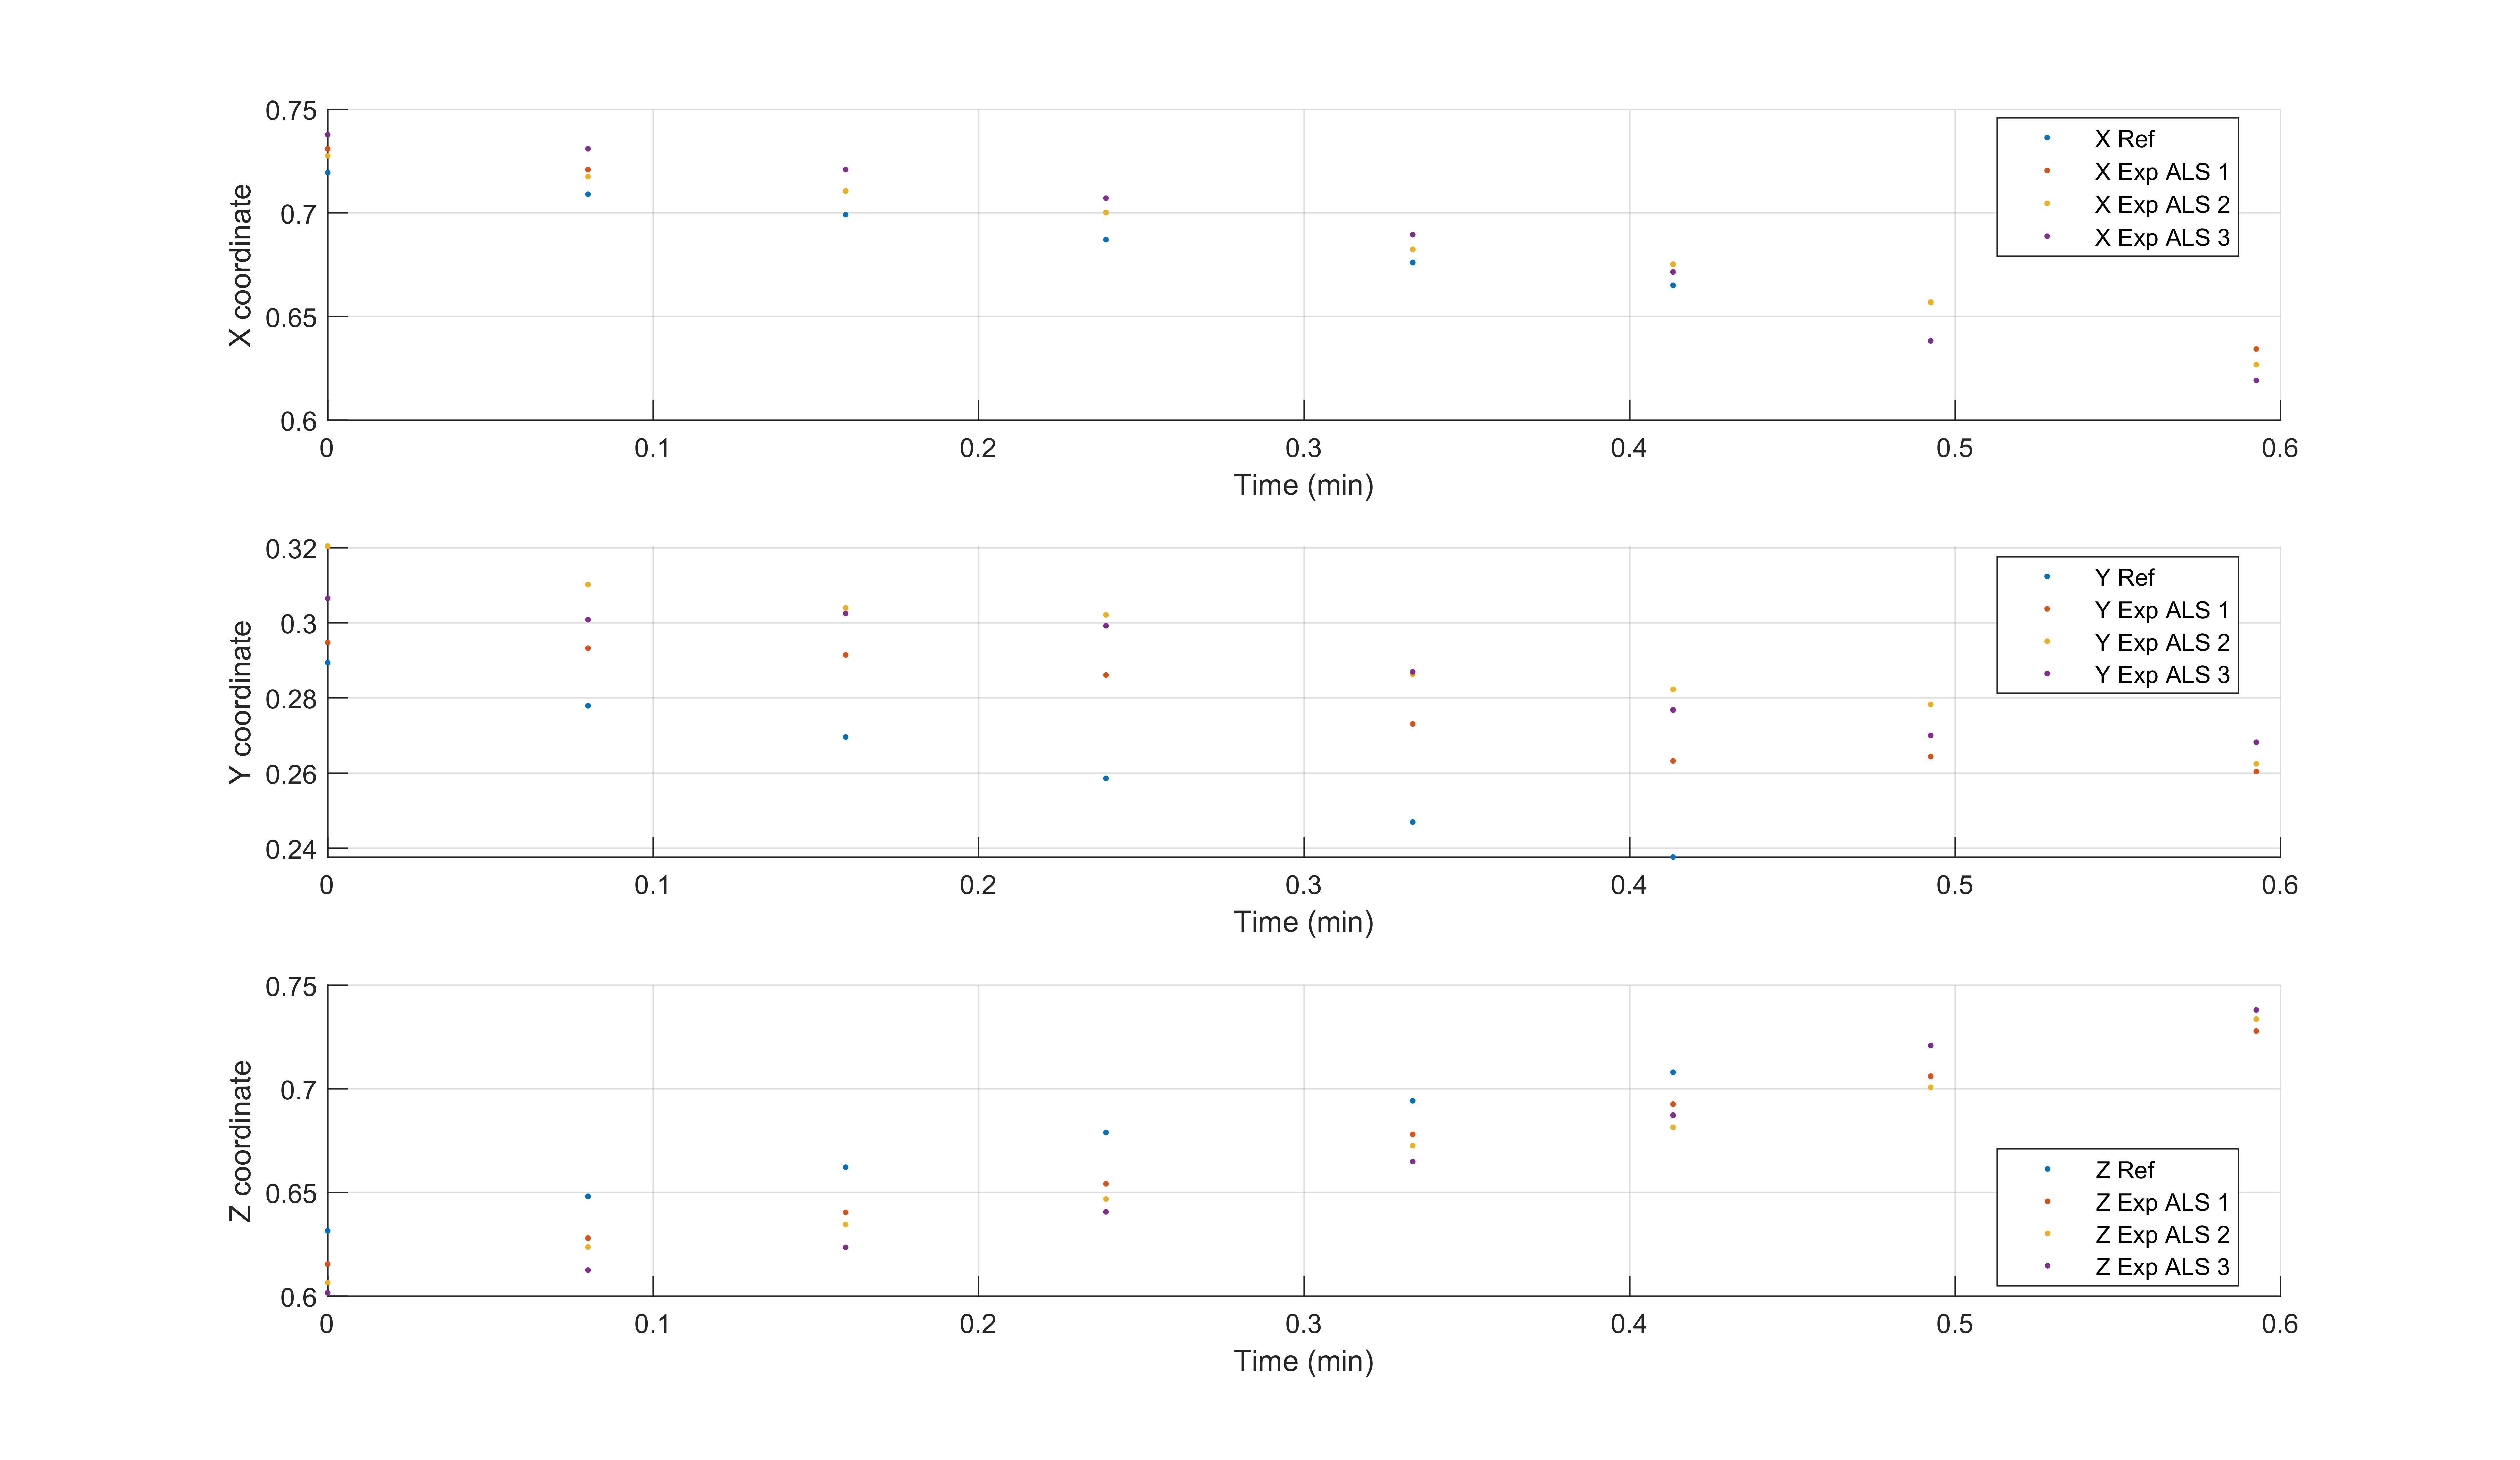 0.75
0.7
0.65
0.6
X coordinate
0 0.1 0.2 0.3 0.4 0.5 0.6
Time (min)
X Ref
X Exp ALS 1
X Exp ALS 2
X Exp ALS 3
0.32
0.3
0.28
0.26
0.24
Y coordinate
0 0.1 0.2 0.3 0.4 0.5 0.6
Time (min)
Y Ref
Y Exp ALS 1
Y Exp ALS 2
Y Exp ALS 3
0.75
0.7
0.65
0.6
Z coordinate
0 0.1 0.2 0.3 0.4 0.5 0.6
Time (min)
Z Ref
Z Exp ALS 1
Z Exp ALS 2
Z Exp ALS 3